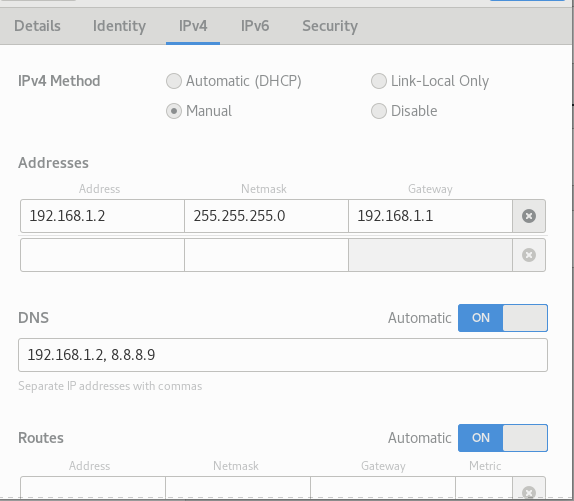 Details Identity IPv4 IPv6 Security
IPv4 Method Automatic (DHCP) Link-Local Only
Manual Disable
Addresses
Address Netmask Gateway
192.168.1.2 255.255.255.0 192.168.1.1
DNS Automatic ON
192.168.1.2, 8.8.8.9
Separate IP addresses with commas
Routes Automatic ON
Address Netmask Gateway Metric